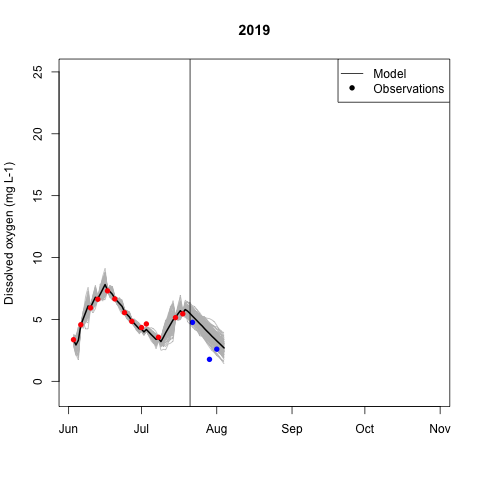 2019
Model
Observations
Dissolved oxygen (mg L-1)
25
20
15
10
5
0
Jun Jul Aug Sep Oct Nov